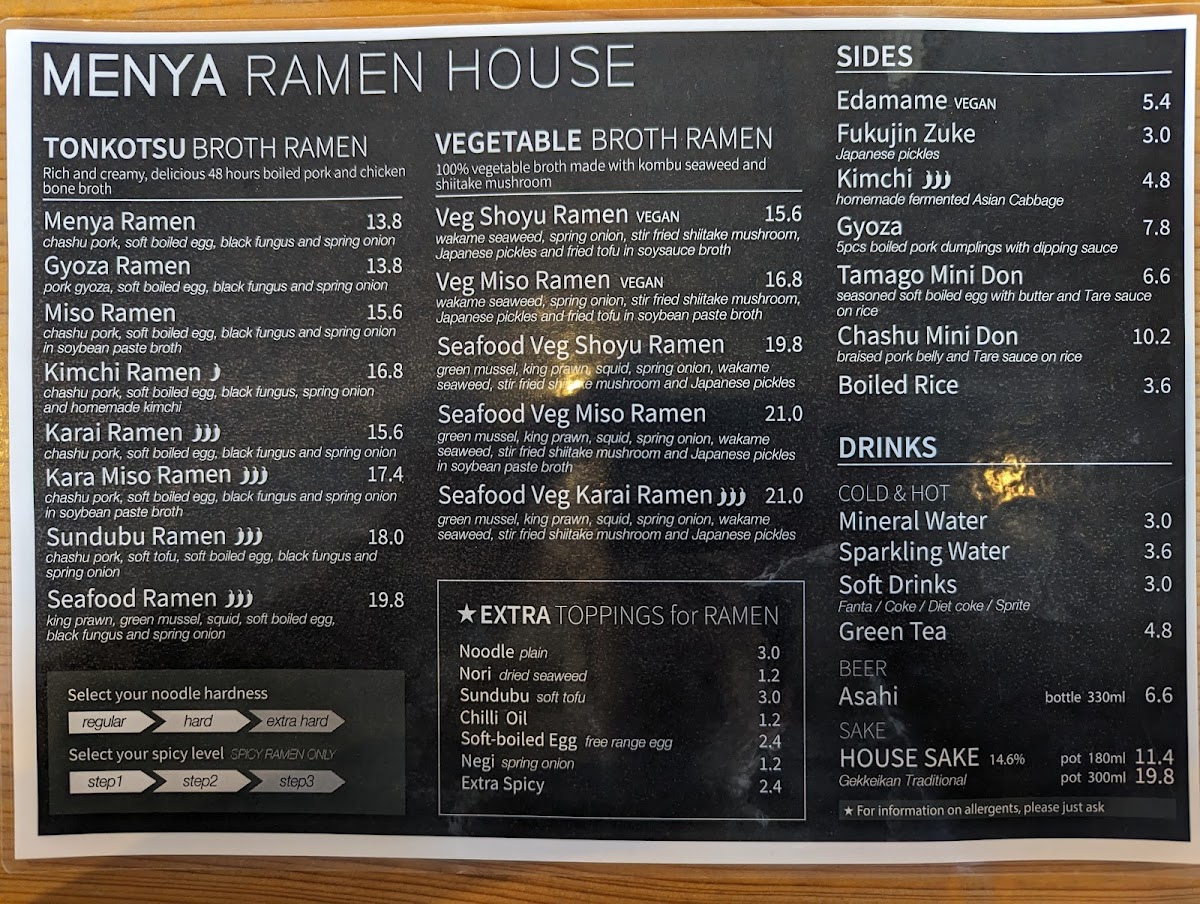 MENYA RAMEN HOUSE
TONKOTSU BROTH RAMEN
Rich and creamy, delicious 48 hours boiled pork and chicken
bone broth
Menya Ramen 13.8
chashu pork, soft boiled egg, black fungus and spring onion
Gyoza Ramen 13.8
pork gyoza, soft boiled egg, black fungus and spring onion
Miso Ramen 15.6
chashu pork, soft boiled egg, black fungus and spring onion
in soybean paste broth
Kimchi Ramen 16.8
chashu pork, soft boiled egg, black fungus, spring onion
and homemade kimchi
Karai Ramen 15.6
chashu pork, soft boiled egg, black fungus and spring onion
Kara Miso Ramen 17.4
chashu pork, soft boiled egg, black fungus and spring onion
in soybean paste broth
Sundubu Ramen 18.0
chashu pork, soft tofu, soft boiled egg, black fungus and
spring onion
Seafood Ramen 19.8
king prawn, green mussel, squid, soft boiled egg,
black fungus and spring onion
Select your noodle hardness
regular hard extra hard
Select your spicy level SPICY RAMEN ONLY
step1 step2 step3
VEGETABLE BROTH RAMEN
100% vegetable broth made with kombu seaweed and
shiitake mushroom
Veg Shoyu Ramen VEGAN 15.6
wakame seaweed, spring onion, stir fried shiitake mushroom,
Japanese pickles and fried tofu in soysauce broth
Veg Miso Ramen VEGAN 16.8
wakame seaweed, spring onion, stir fried shiitake mushroom,
Japanese pickles and fried tofu in soybean paste broth
Seafood Veg Shoyu Ramen 19.8
green mussel, king prawn, squid, spring onion, wakame
seaweed, stir fried shiitake mushroom and Japanese pickles
Seafood Veg Miso Ramen 21.0
green mussel, king prawn, squid, spring onion, wakame
seaweed, stir fried shiitake mushroom and Japanese pickles
in soybean paste broth
Seafood Veg Karai Ramen 21.0
green mussel, king prawn, squid, spring onion, wakame
seaweed, stir fried shiitake mushroom and Japanese pickles
★EXTRA TOPPINGS for RAMEN
Noodle plain 3.0
Nori dried seaweed 1.2
Sundubu soft tofu 3.0
Chilli Oil 1.2
Soft-boiled Egg free range egg 2.4
Negi spring onion 1.2
Extra Spicy 2.4
SIDES
Edamame VEGAN 5.4
Fukujin Zuke 3.0
Japanese pickles
Kimchi 4.8
homemade fermented Asian Cabbage
Gyoza 7.8
5pcs boiled pork dumplings with dipping sauce
Tamago Mini Don 6.6
seasoned soft boiled egg with butter and Tare sauce
on rice
Chashu Mini Don 10.2
braised pork belly and Tare sauce on rice
Boiled Rice 3.6
DRINKS
COLD & HOT
Mineral Water 3.0
Sparkling Water 3.6
Soft Drinks 3.0
Fanta / Coke / Diet coke / Sprite
Green Tea 4.8
BEER
Asahi bottle 330ml 6.6
SAKE
HOUSE SAKE 14.6% pot 180ml 11.4
Gekkeikan Traditional pot 300ml 19.8
★ For information on allergents, please just ask